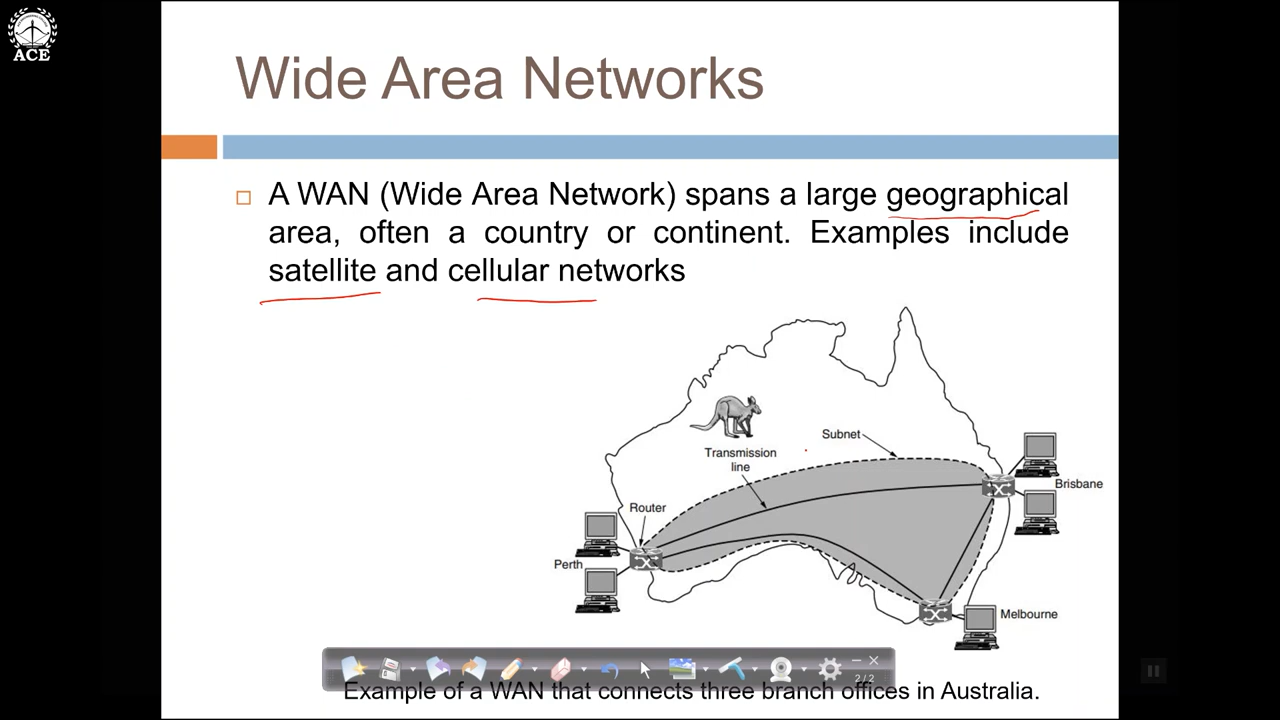 ACE
Wide Area Networks
A WAN (Wide Area Network) spans a large geographical
area, often a country or continent. Examples include
satellite and cellular networks
Subnet
Transmission
line
Brisbane
Router
Perth
Melbourne
2/2
Example of a WAN that connects three branch offices in Australia.